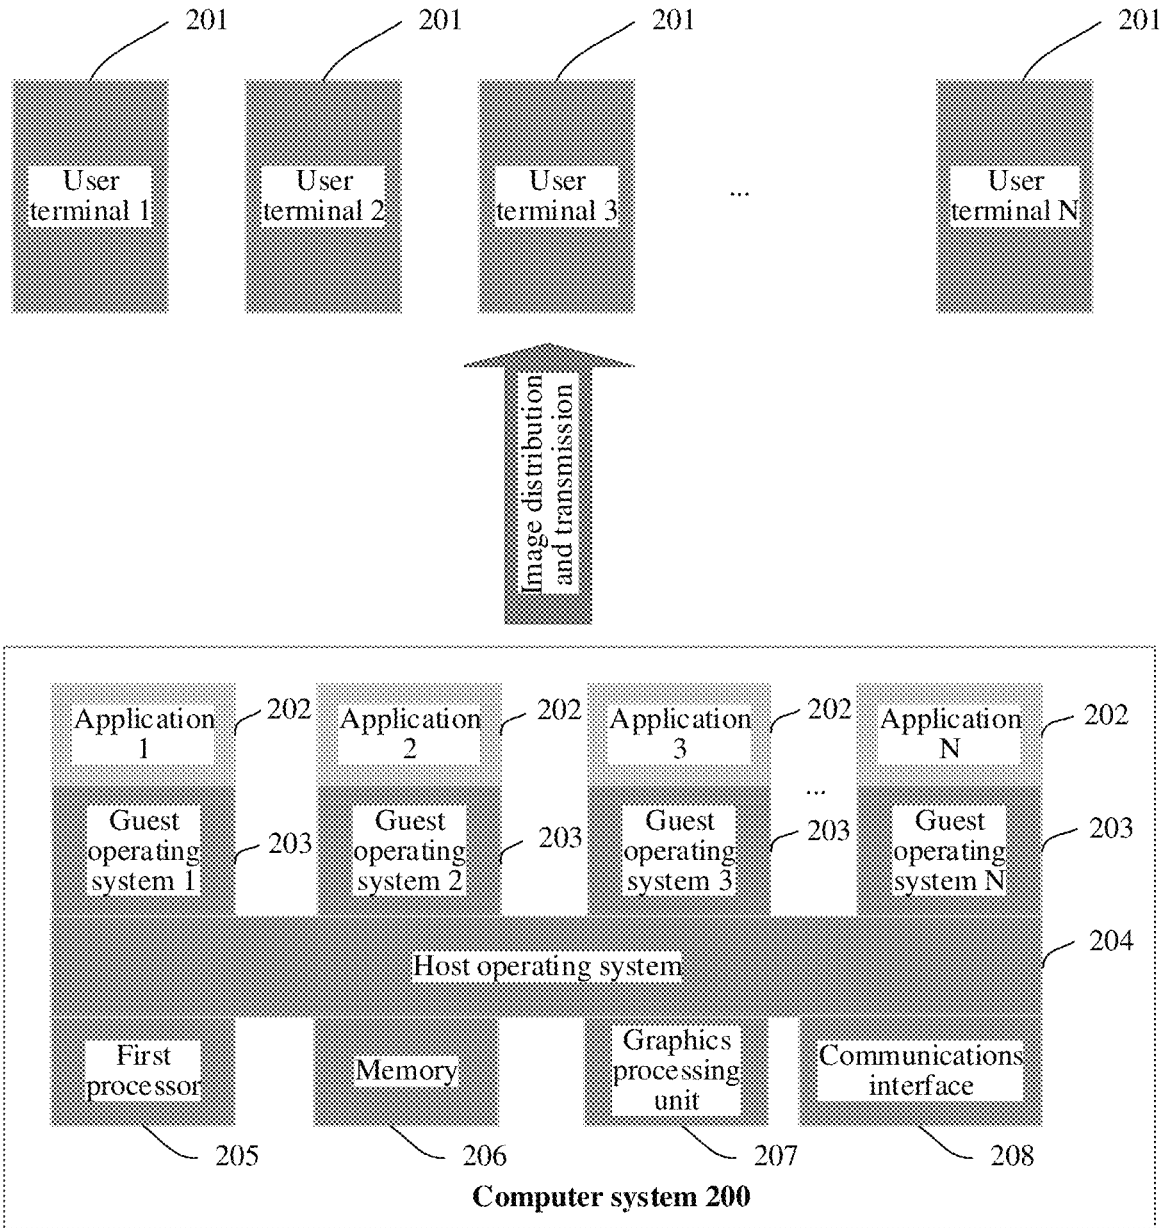 201
201
201
201
User
terminal 1
User
terminal 2
User
terminal 3
...
User
terminal N
Image distribution
and transmission
Application
1
202
Application
2
202
Application
3
202
Application
N
202
...
Guest
operating
system 1
203
Guest
operating
system 2
203
Guest
operating
system 3
203
Guest
operating
system N
203
Host operating system
204
First
processor
Memory
Graphics
processing
unit
Communications
interface
205
206
207
208
Computer system 200